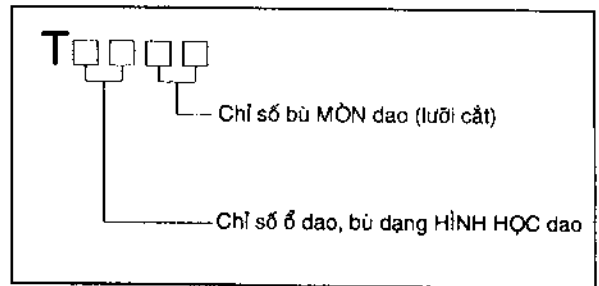 T
Chỉ số bù MÒN dao (lưỡi cắt)
Chỉ số ổ dao, bù dạng HÌNH HỌC dao